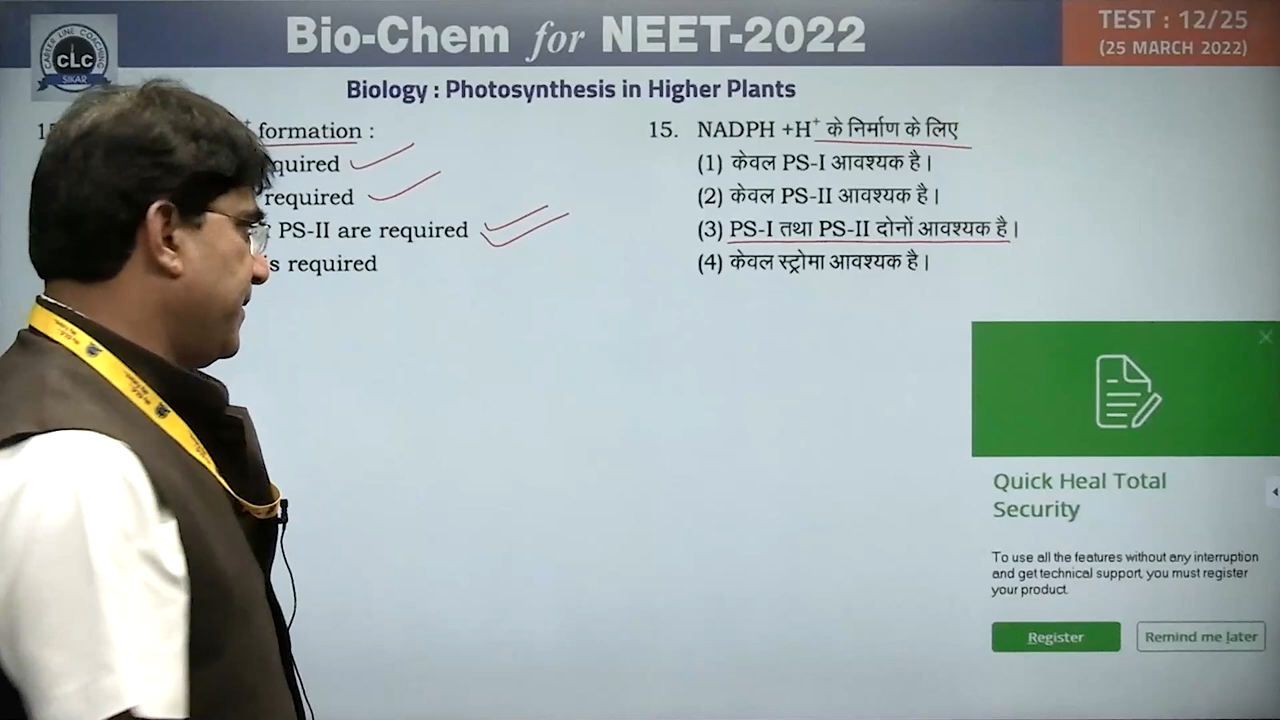 CAREER LINE COACHING
CLC
SIKAR
Bio-Chem for NEET-2022
TEST : 12/25
(25 MARCH 2022)
Biology : Photosynthesis in Higher Plants
formation :
required
PS-II are required
is required
15. NADPH +H⁺ के निर्माण के लिए
(1) केवल PS-I आवश्यक है।
(2) केवल PS-II आवश्यक है।
(3) PS-I तथा PS-II दोनों आवश्यक है।
(4) केवल स्ट्रोमा आवश्यक है।
Quick Heal Total
Security
To use all the features without any interruption
and get technical support, you must register
your product.
Register
Remind me later